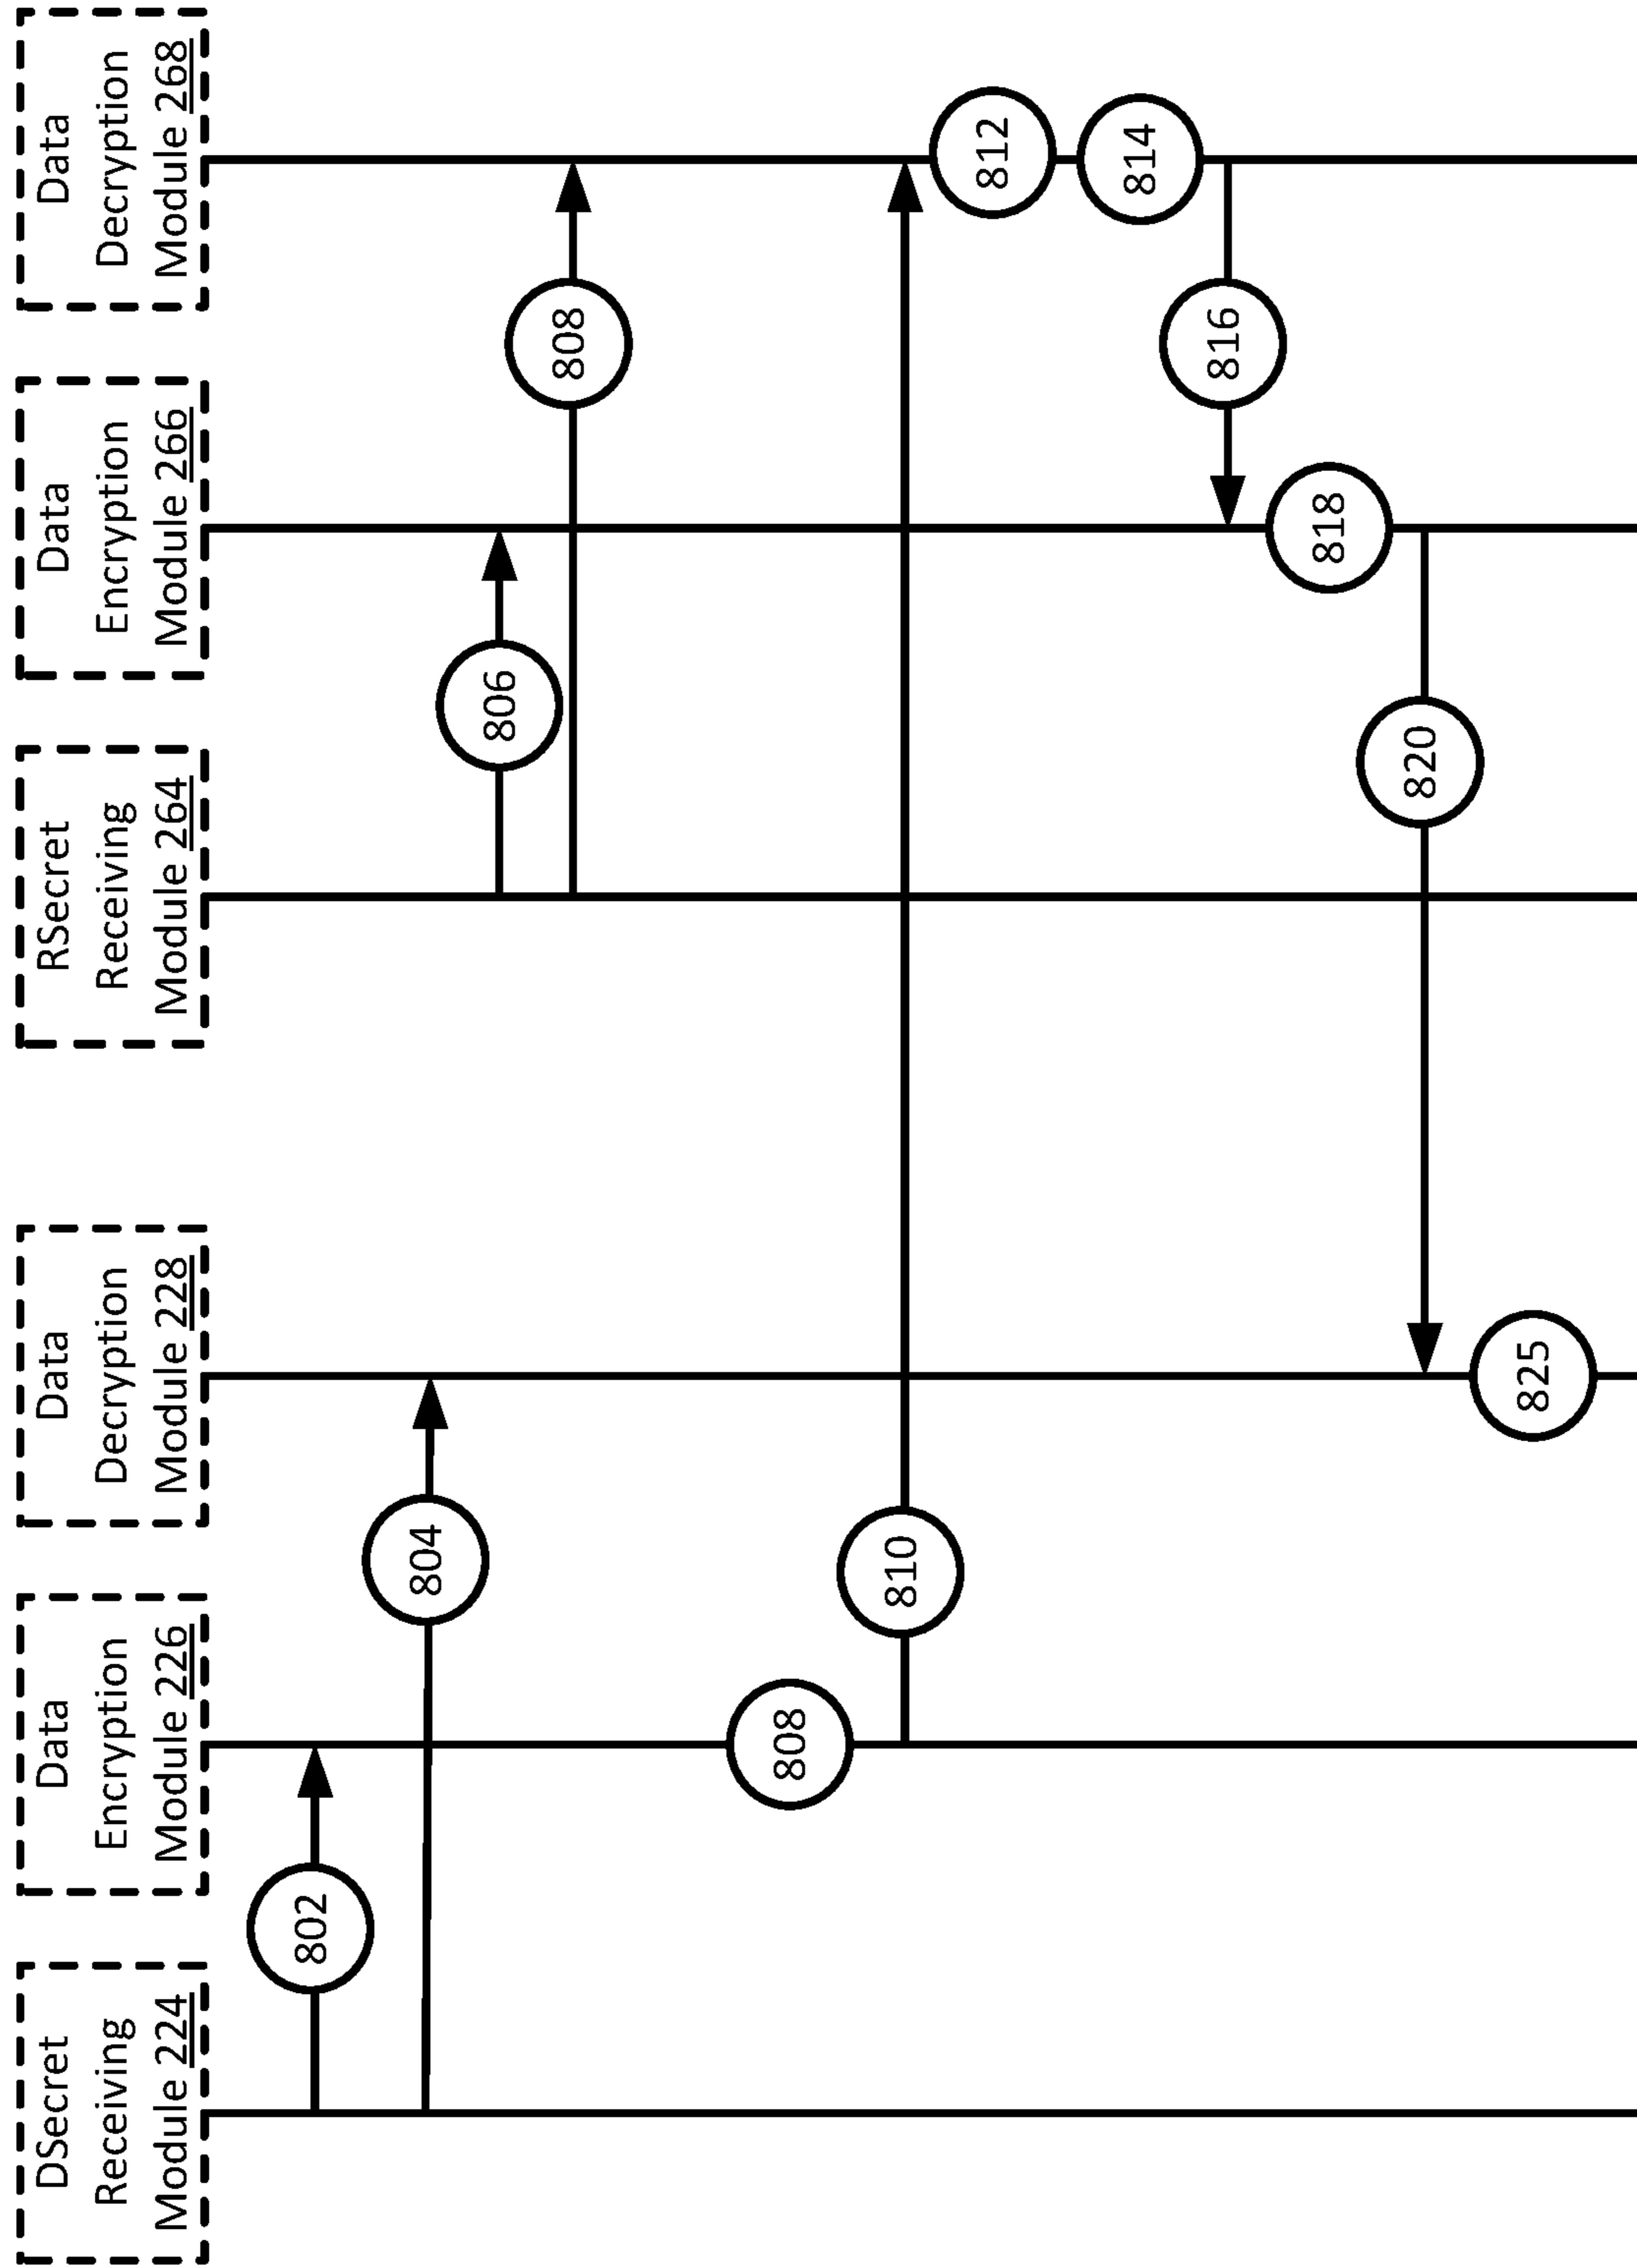 DSecret
Receiving
Module 224
Data
Encryption
Module 226
Data
Decryption
Module 228
RSecret
Receiving
Module 264
Data
Encryption
Module 266
Data
Decryption
Module 268
802
804
806
808
808
810
812
814
816
818
820
825